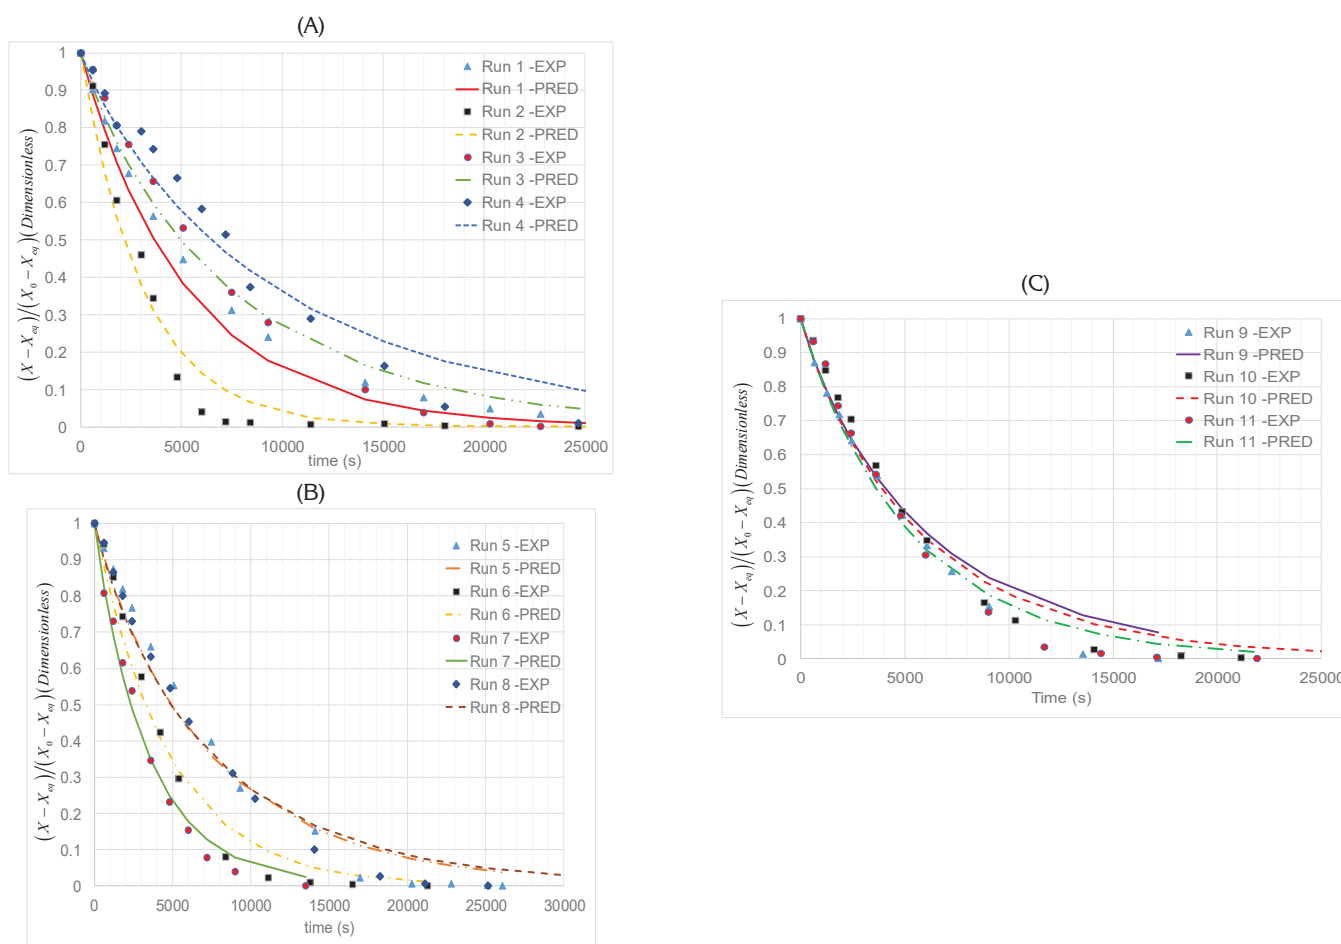 (A)
1
0.9
0.8
0.7
0.6
0.5
0.4
0.3
0.2
0.1
0
(X − X_eq)/(X_0 − X_eq)(Dimensionless)
0 5000 10000 15000 20000 25000
time (s)
Run 1 -EXP
Run 1 -PRED
Run 2 -EXP
Run 2 -PRED
Run 3 -EXP
Run 3 -PRED
Run 4 -EXP
Run 4 -PRED
(B)
1
0.9
0.8
0.7
0.6
0.5
0.4
0.3
0.2
0.1
0
(X − X_eq)/(X_0 − X_eq)(Dimensionless)
0 5000 10000 15000 20000 25000 30000
time (s)
Run 5 -EXP
Run 5 -PRED
Run 6 -EXP
Run 6 -PRED
Run 7 -EXP
Run 7 -PRED
Run 8 -EXP
Run 8 -PRED
(C)
1
0.9
0.8
0.7
0.6
0.5
0.4
0.3
0.2
0.1
0
(X − X_eq)/(X_0 − X_eq)(Dimensionless)
0 5000 10000 15000 20000 25000
Time (s)
Run 9 -EXP
Run 9 -PRED
Run 10 -EXP
Run 10 -PRED
Run 11 -EXP
Run 11 -PRED